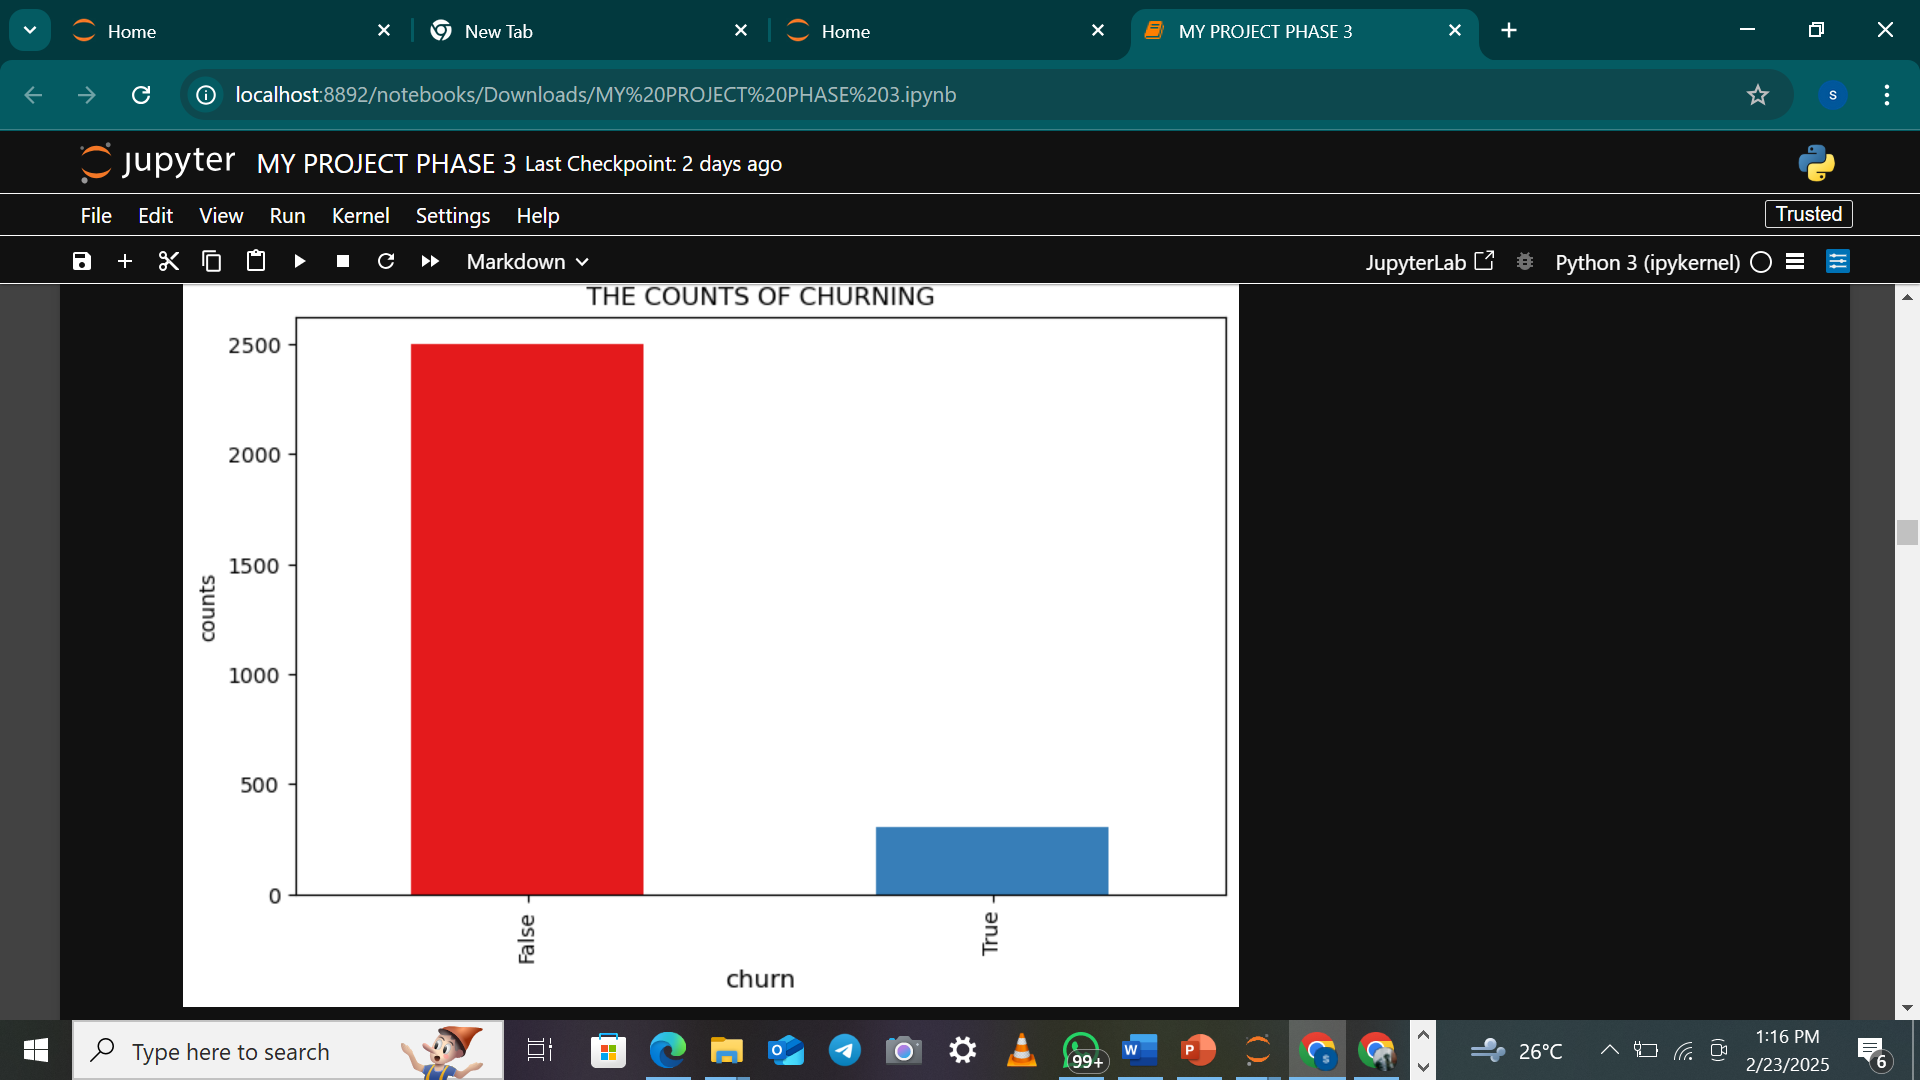 Home
New Tab
Home
MY PROJECT PHASE 3
localhost:8892/notebooks/Downloads/MY%20PROJECT%20PHASE%203.ipynb
S
jupyter MY PROJECT PHASE 3 Last Checkpoint: 2 days ago
File Edit View Run Kernel Settings Help
Trusted
Markdown
JupyterLab
Python 3 (ipykernel)
THE COUNTS OF CHURNING
2500
2000
1500
1000
500
0
counts
False
True
churn
Type here to search
99+
W
P
S
26°C
1:16 PM
2/23/2025
6